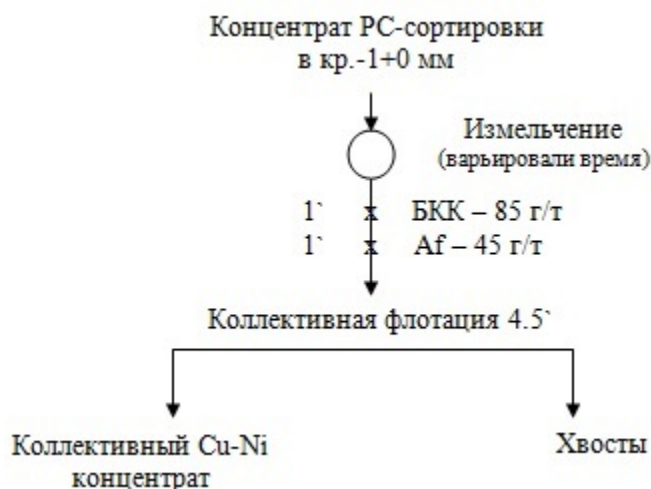 Концентрат РС-сортировки
в кр.-1+0 мм
Измельчение
(варьировали время)
1` х БКК – 85 г/т
1` х Af – 45 г/т
Коллективная флотация 4.5`
Коллективный Cu-Ni
концентрат
Хвосты